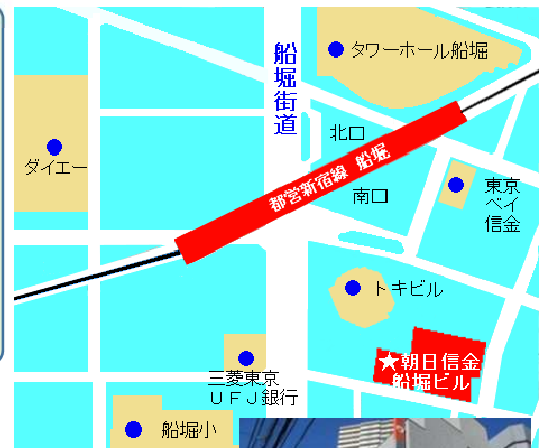 タワーホール船堀
船堀街道
北口
都営新宿線 船堀
ダイエー
南口
東京
ベイ
信金
トキビル
★朝日信金
船堀ビル
三菱東京
UFJ銀行
船堀小